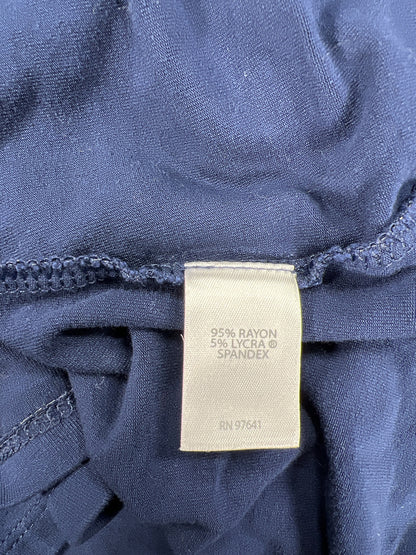 95% RAYON
5% LYCRA ®
SPANDEX
RN 97641